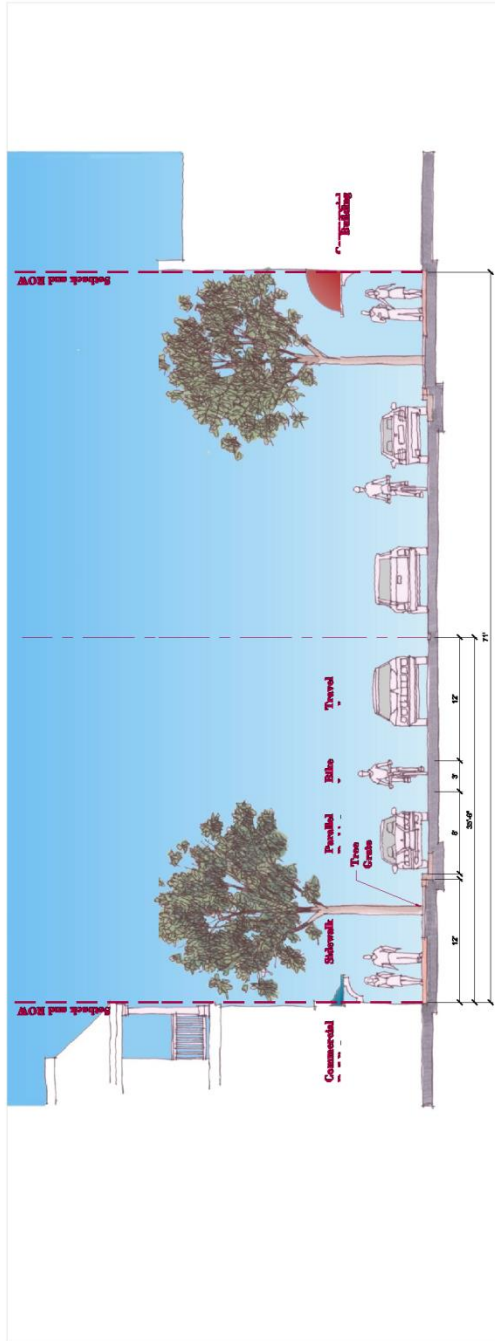 Setback and ROW
Setback and ROW
Commercial
Sidewalk
Parallel
Bike
Travel
Building
Tree
Grate
12'
8'
3'
12'
35'-6"
71'